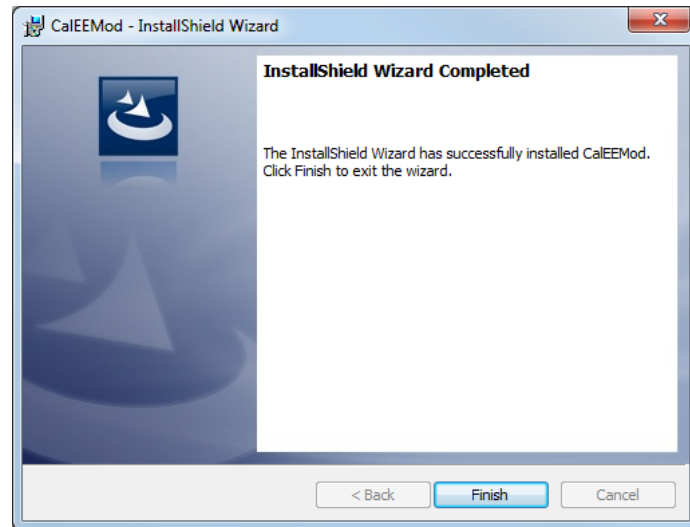 CalEEMod - InstallShield Wizard
InstallShield Wizard Completed
The InstallShield Wizard has successfully installed CalEEMod.
Click Finish to exit the wizard.
< Back
Finish
Cancel